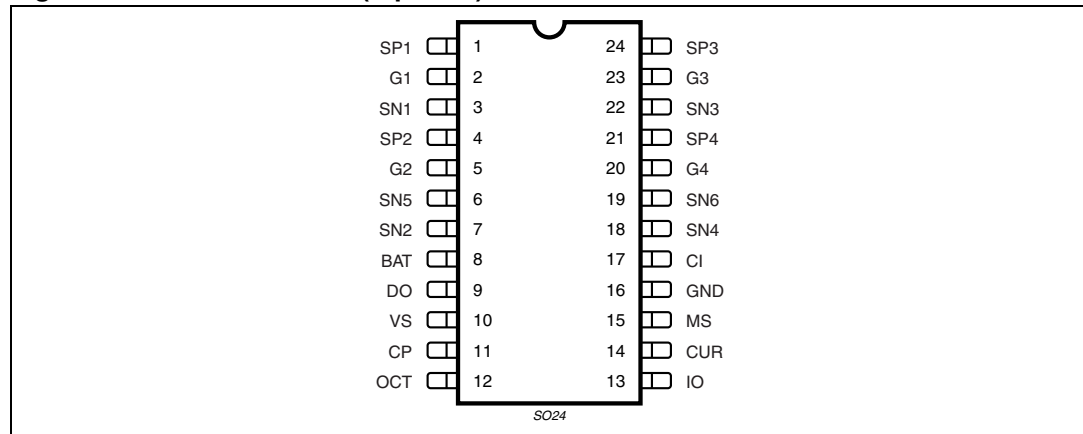 SP1 1 24 SP3
G1 2 23 G3
SN1 3 22 SN3
SP2 4 21 SP4
G2 5 20 G4
SN5 6 19 SN6
SN2 7 18 SN4
BAT 8 17 CI
DO 9 16 GND
VS 10 15 MS
CP 11 14 CUR
OCT 12 13 IO
SO24